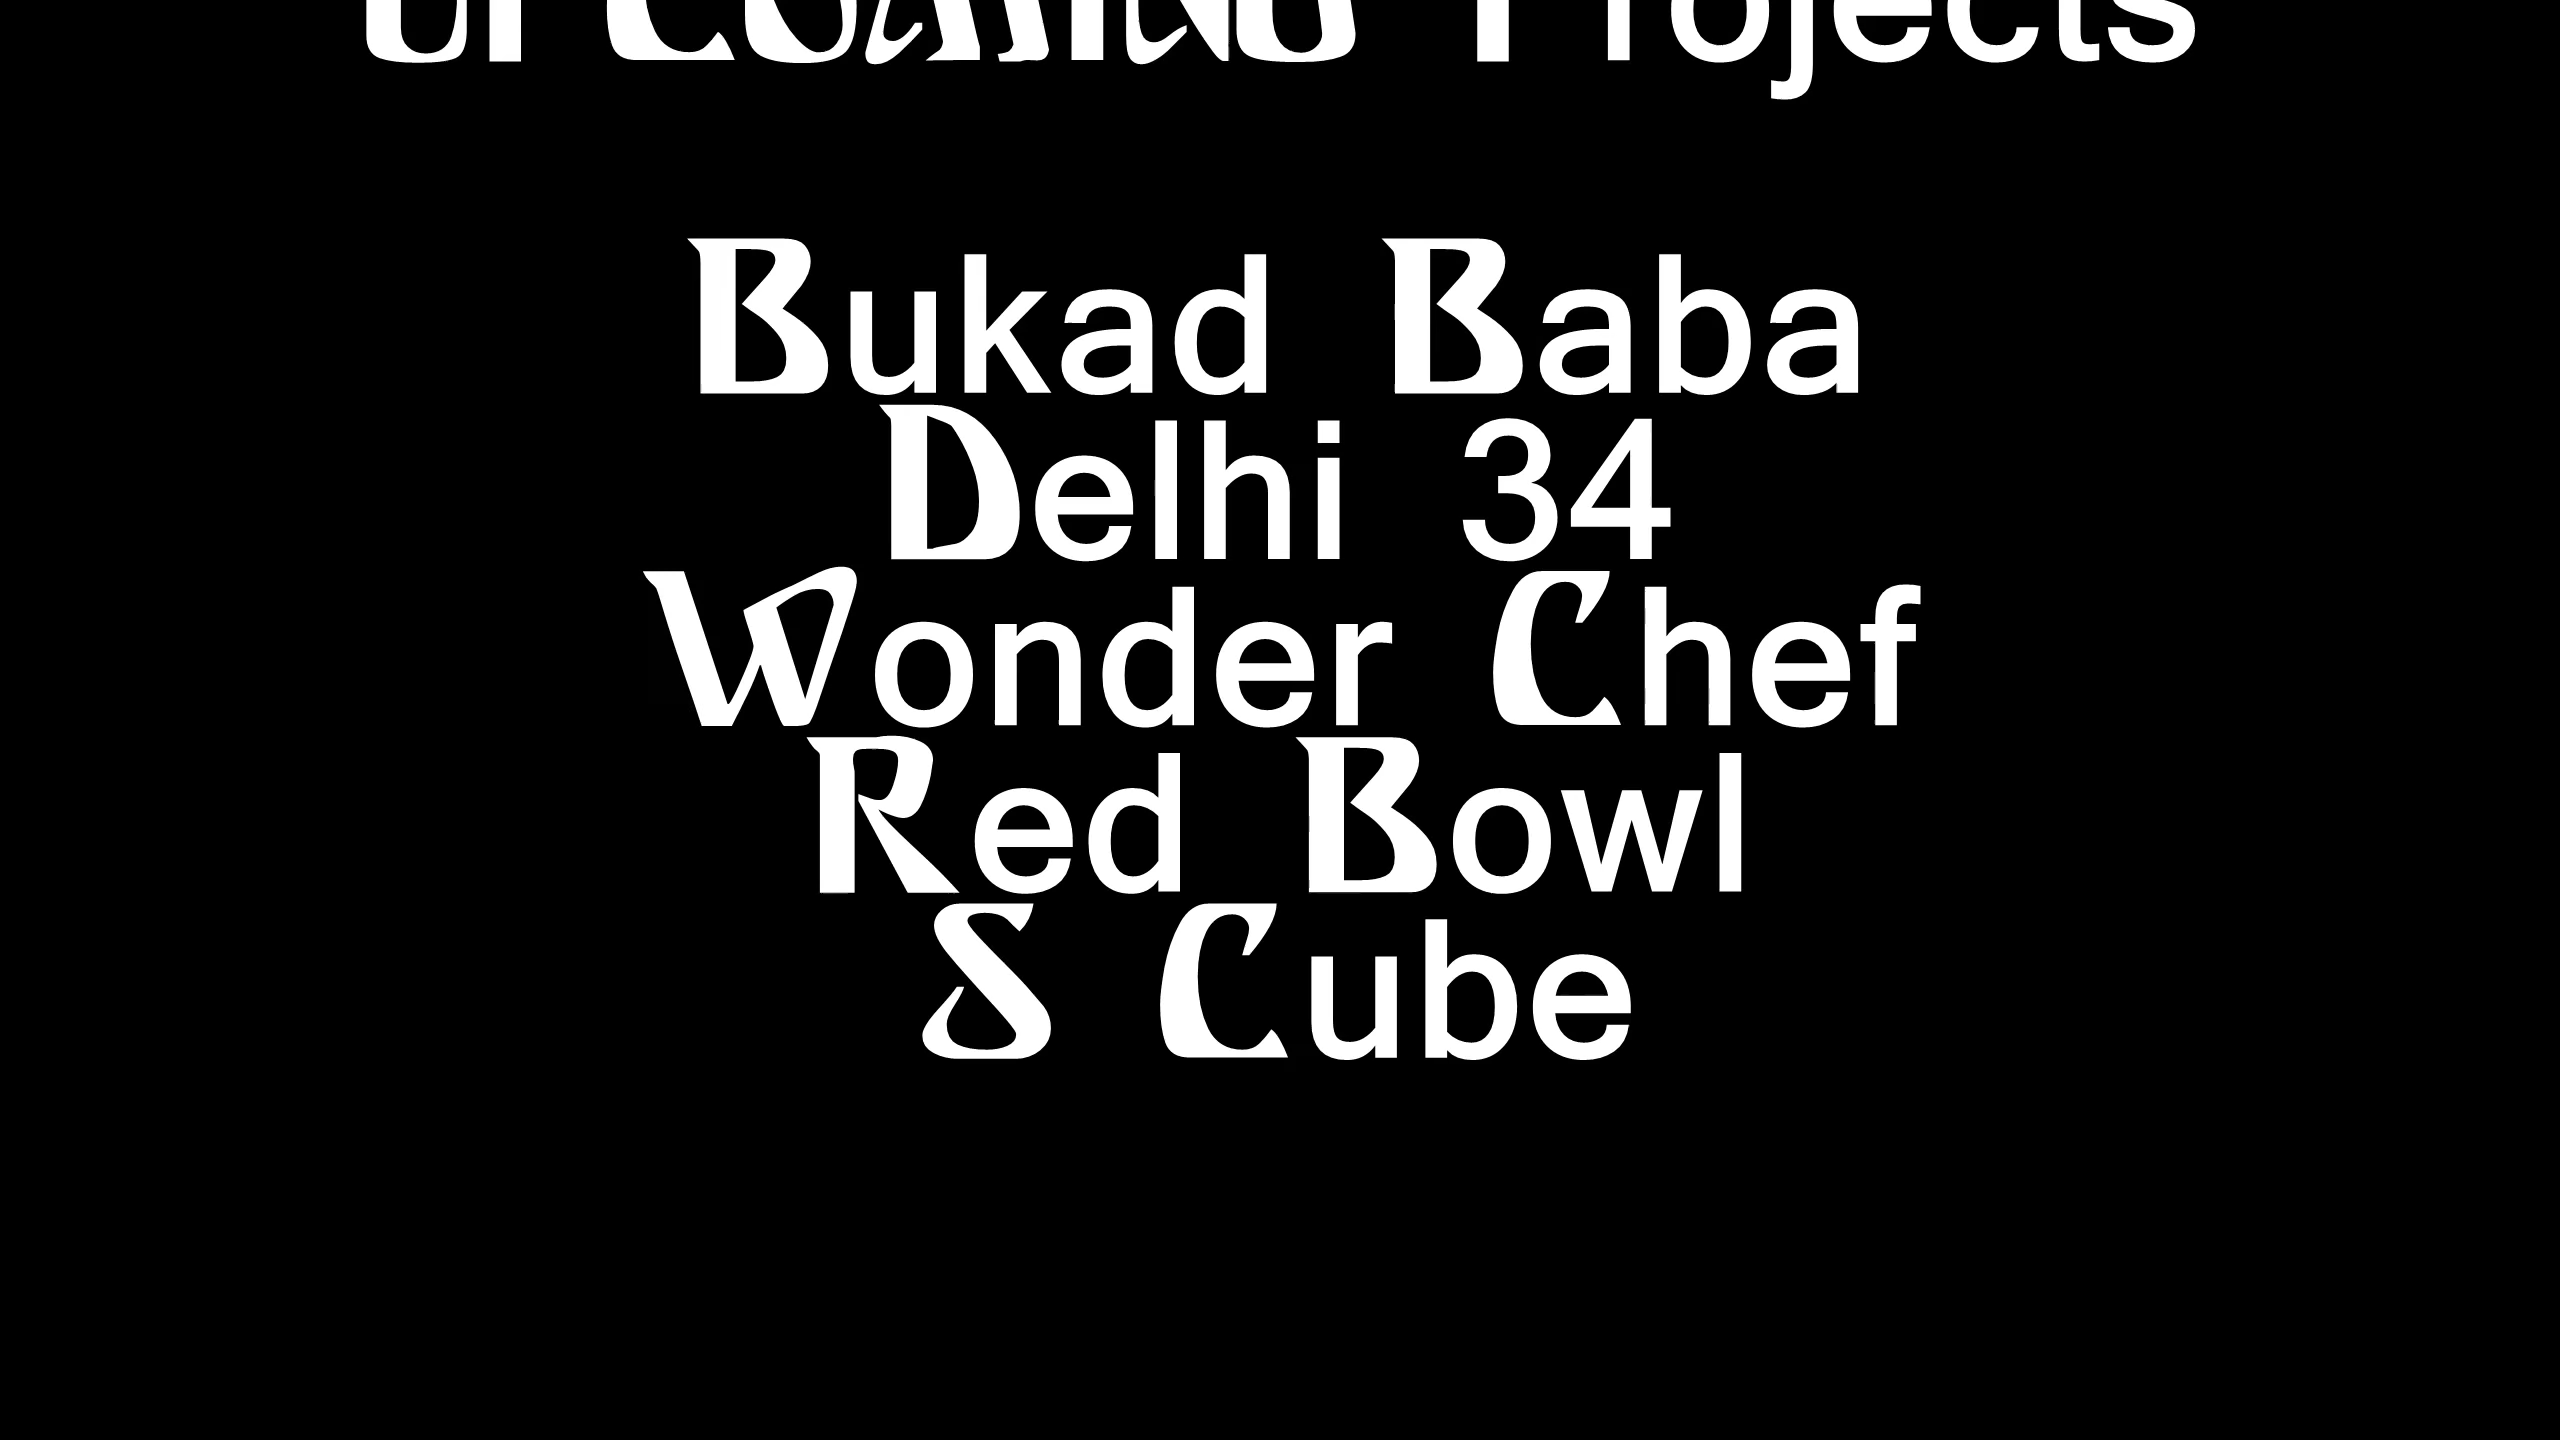 UPCOMING Projects
Bukad Baba
Delhi 34
Wonder Chef
Red Bowl
S Cube